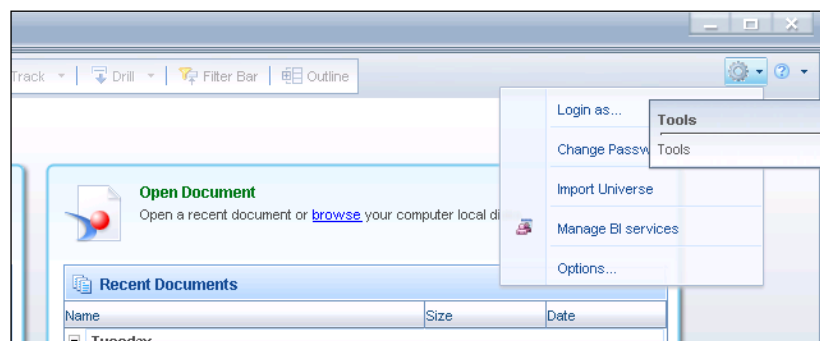 Track Drill Filter Bar Outline
Login as...
Tools
Change Passw
Tools
Open Document
Import Universe
Open a recent document or browse your computer local di
Manage BI services
Options...
Recent Documents
Name Size Date
Tuesday